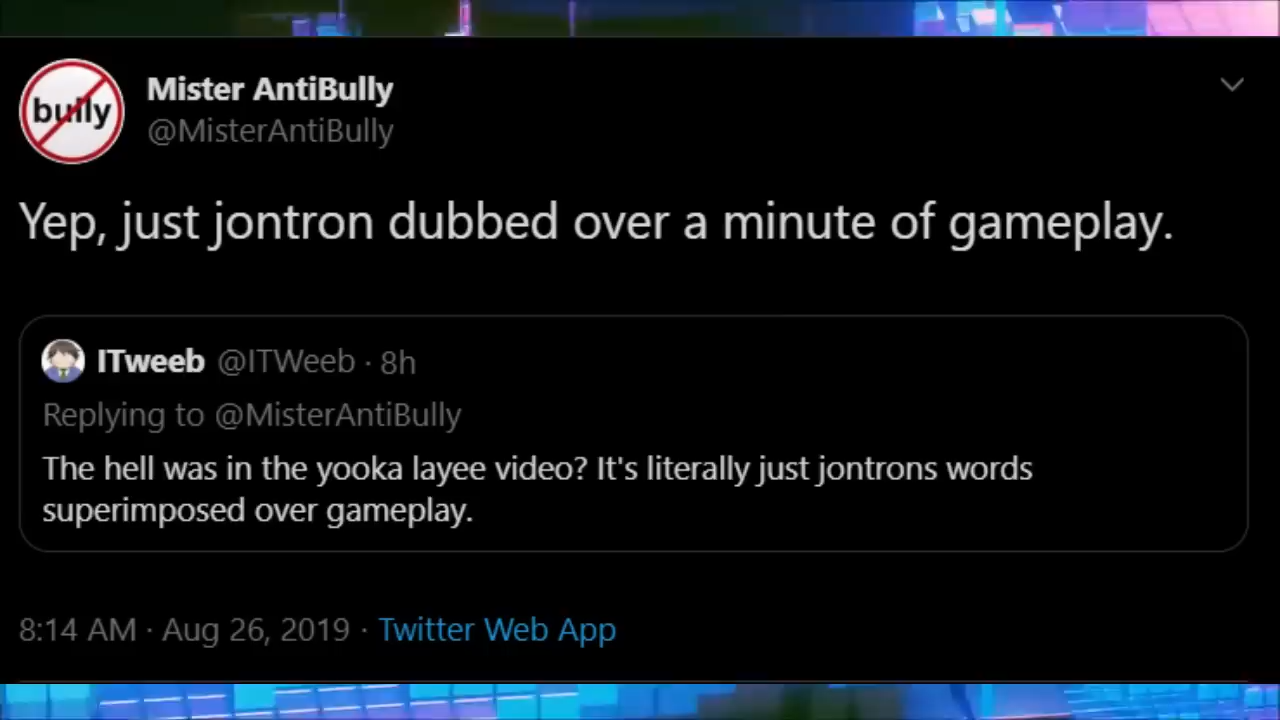 bully
Mister AntiBully
@MisterAntiBully
Yep, just jontron dubbed over a minute of gameplay.
ITweeb @ITWeeb · 8h
Replying to @MisterAntiBully
The hell was in the yooka layee video? It's literally just jontrons words
superimposed over gameplay.
8:14 AM · Aug 26, 2019 · Twitter Web App